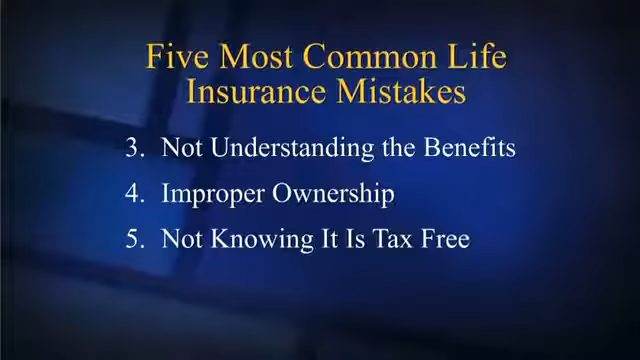 Five Most Common Life
Insurance Mistakes
3. Not Understanding the Benefits
4. Improper Ownership
5. Not Knowing It Is Tax Free